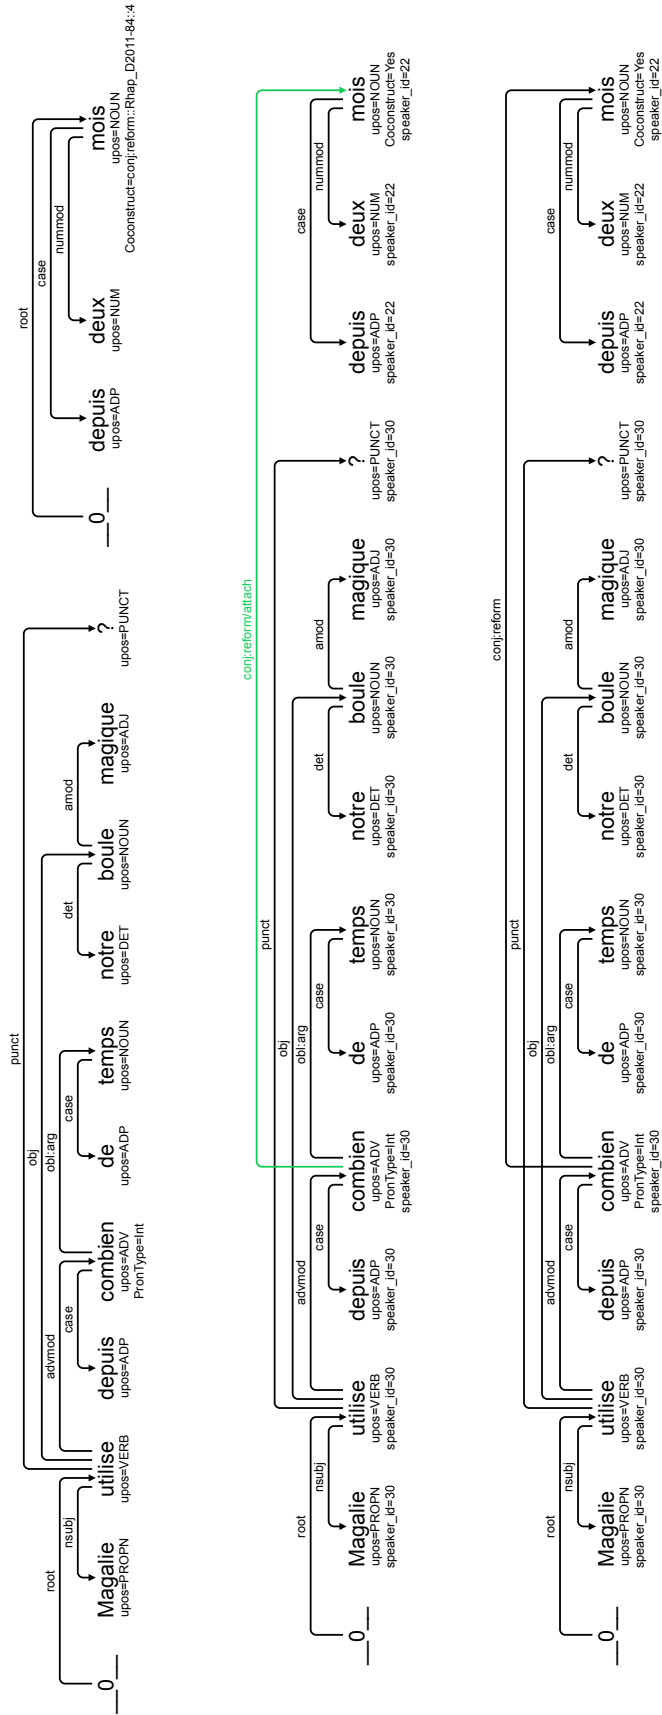 root
case
nummod
0
depuis
upos=ADP
deux
upos=NUM
mois
upos=NOUN
Coconstruct=conj:reform::Rhap_D2011-84::4
punct
obj
obl:arg
root
advmod
nsubj
case
case
det
amod
0
Magalie
upos=PROPN
utilise
upos=VERB
depuis
upos=ADP
combien
upos=ADV
PronType=Int
de
upos=ADP
temps
upos=NOUN
notre
upos=DET
boule
upos=NOUN
magique
upos=ADJ
?
upos=PUNCT
conj:reform/attach
punct
obj
obl:arg
root
advmod
nsubj
case
case
det
amod
case
nummod
0
Magalie
upos=PROPN
speaker_id=30
utilise
upos=VERB
speaker_id=30
depuis
upos=ADP
speaker_id=30
combien
upos=ADV
PronType=Int
speaker_id=30
de
upos=ADP
speaker_id=30
temps
upos=NOUN
speaker_id=30
notre
upos=DET
speaker_id=30
boule
upos=NOUN
speaker_id=30
magique
upos=ADJ
speaker_id=30
?
upos=PUNCT
speaker_id=30
depuis
upos=ADP
speaker_id=22
deux
upos=NUM
speaker_id=22
mois
upos=NOUN
Coconstruct=Yes
speaker_id=22
conj:reform
punct
obj
obl:arg
root
advmod
nsubj
case
case
det
amod
case
nummod
0
Magalie
upos=PROPN
speaker_id=30
utilise
upos=VERB
speaker_id=30
depuis
upos=ADP
speaker_id=30
combien
upos=ADV
PronType=Int
speaker_id=30
de
upos=ADP
speaker_id=30
temps
upos=NOUN
speaker_id=30
notre
upos=DET
speaker_id=30
boule
upos=NOUN
speaker_id=30
magique
upos=ADJ
speaker_id=30
?
upos=PUNCT
speaker_id=30
depuis
upos=ADP
speaker_id=22
deux
upos=NUM
speaker_id=22
mois
upos=NOUN
Coconstruct=Yes
speaker_id=22